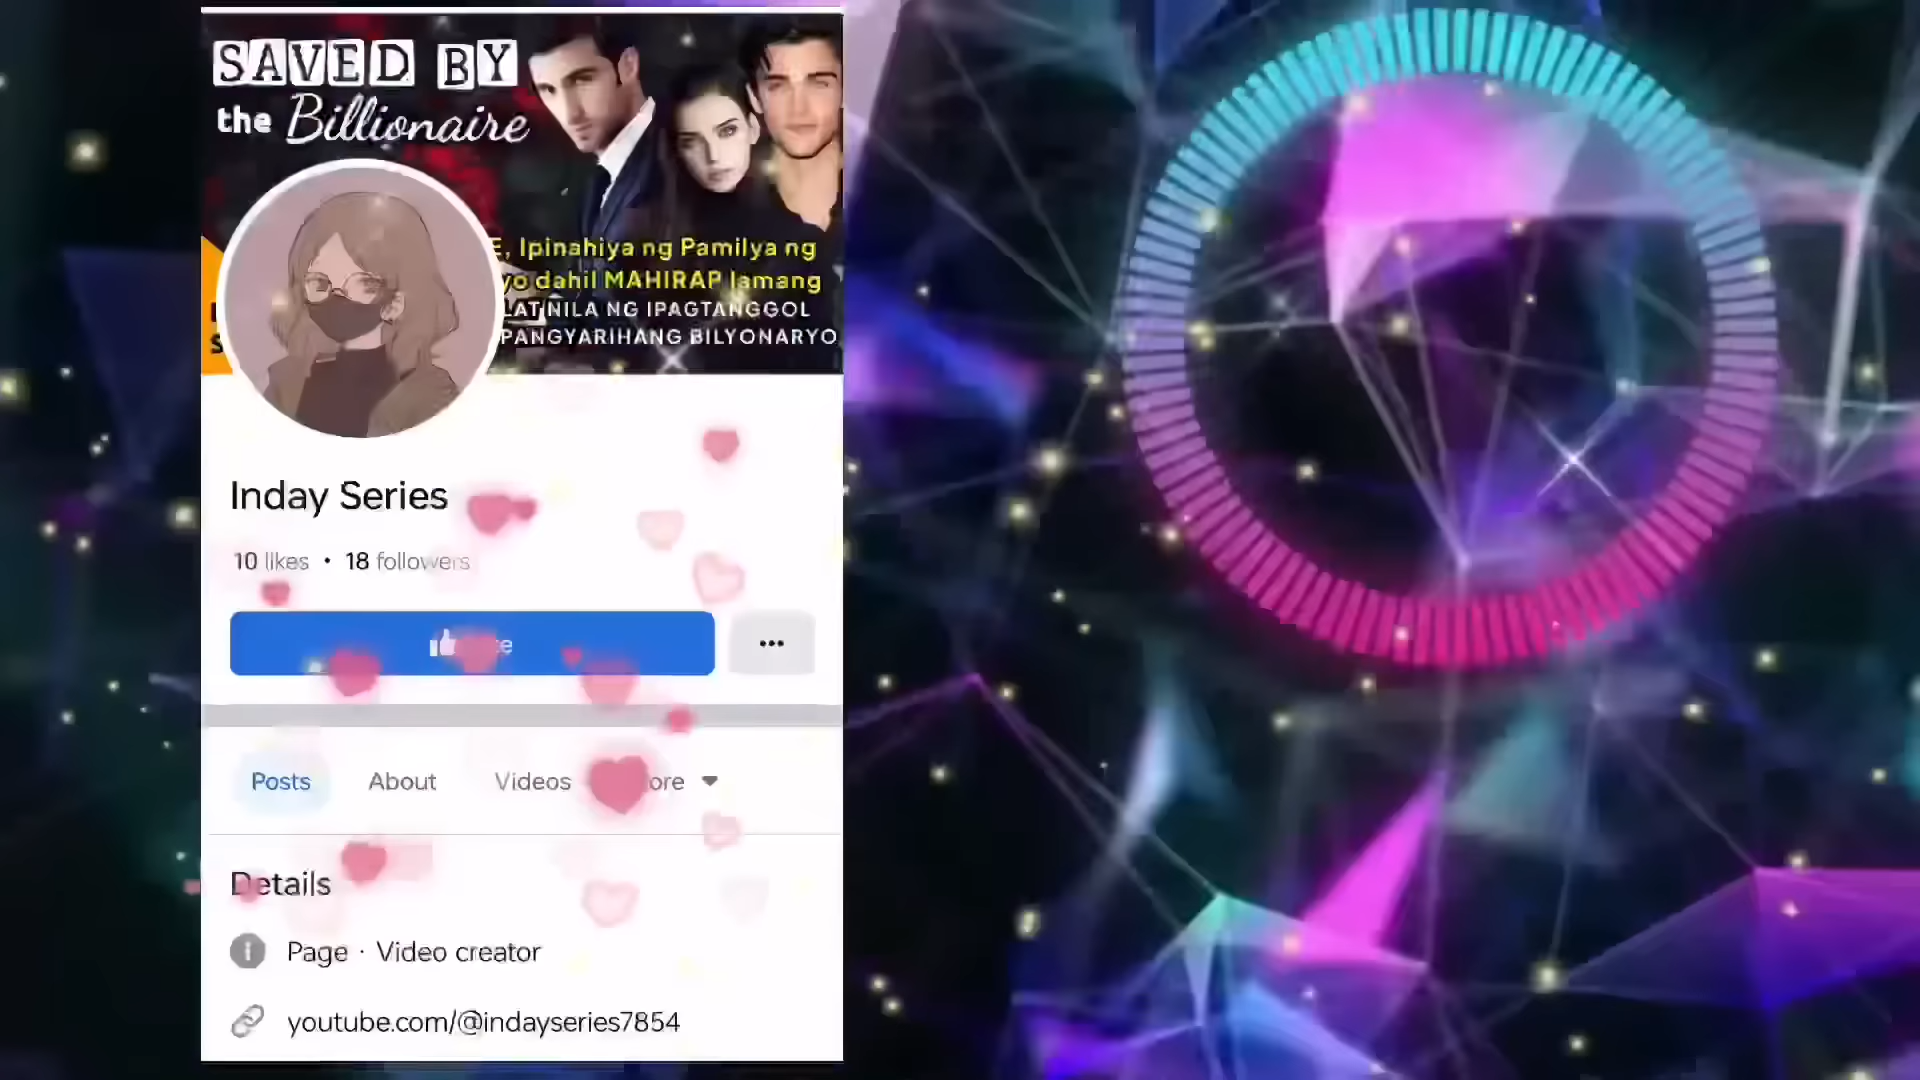 SAVED BY
the Billionaire
E, Ipinahiya ng Pamilya ng
yo dahil MAHIRAP lamang
LAT NILA NG IPAGTANGGOL
PANGYARIHANG BILYONARYO
Inday Series
10 likes • 18 followers
Posts About Videos ore
Details
Page · Video creator
youtube.com/@indayseries7854